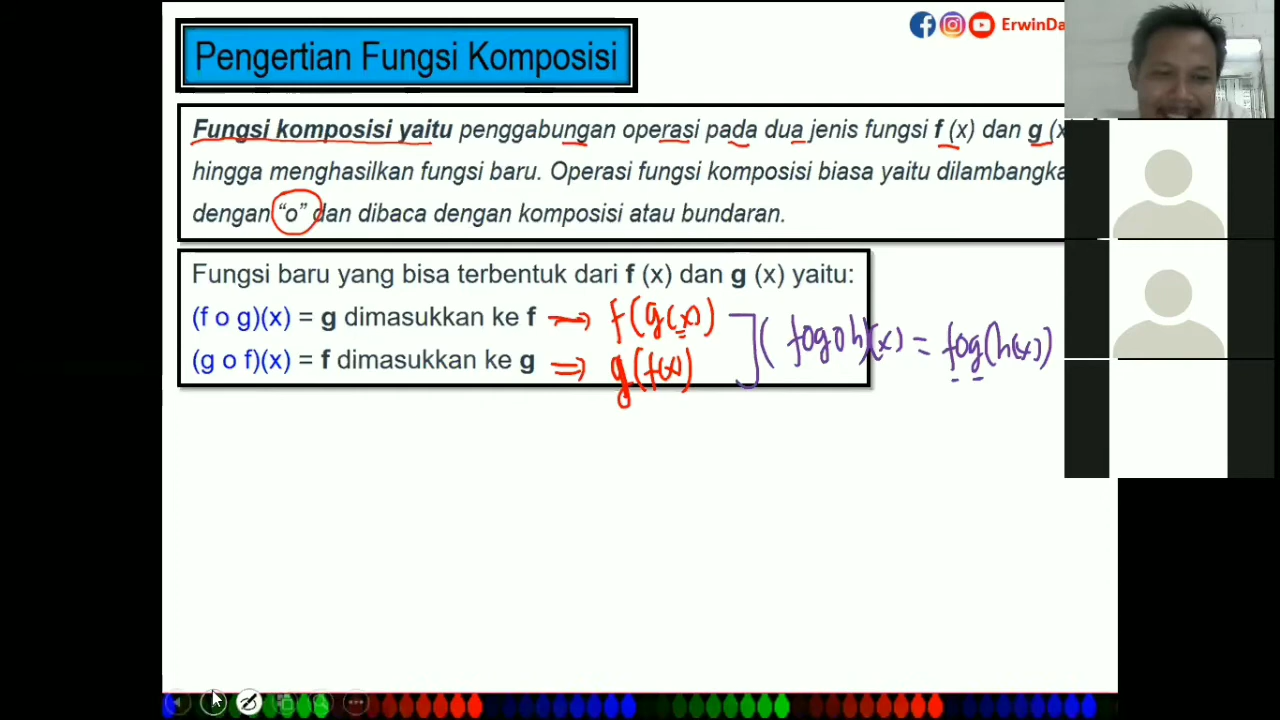 Pengertian Fungsi Komposisi
ErwinDa
Fungsi komposisi yaitu penggabungan operasi pada dua jenis fungsi f (x) dan g (x)
hingga menghasilkan fungsi baru. Operasi fungsi komposisi biasa yaitu dilambangka
dengan “o” dan dibaca dengan komposisi atau bundaran.
Fungsi baru yang bisa terbentuk dari f (x) dan g (x) yaitu:
(f o g)(x) = g dimasukkan ke f → f(g(x)
(g o f)(x) = f dimasukkan ke g ⇒ g(f(x)
(fogoh)(x) = fog(h(x))